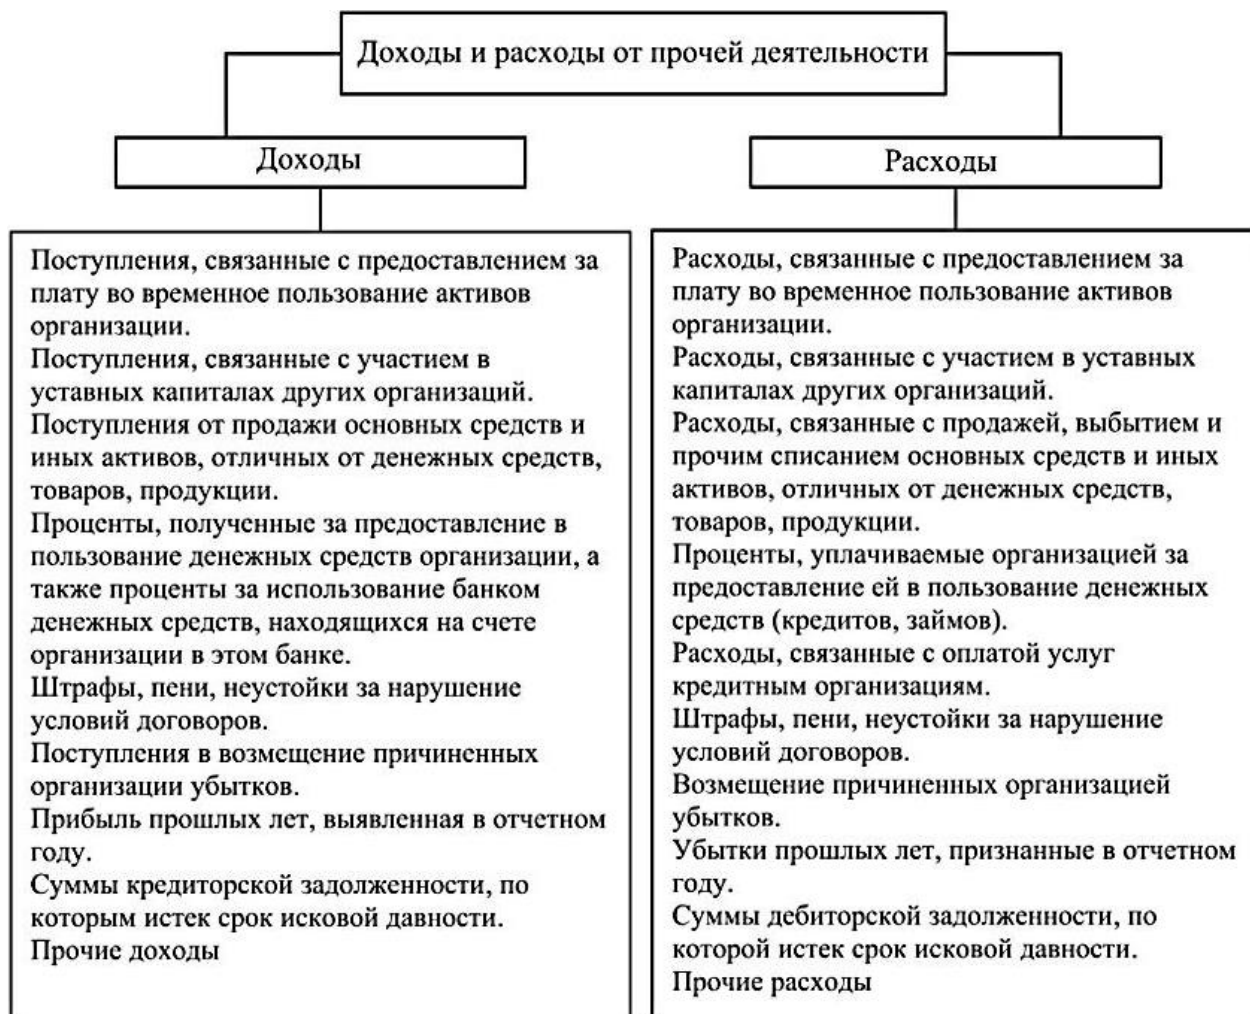 Доходы и расходы от прочей деятельности
Доходы
Расходы
Поступления, связанные с предоставлением за
плату во временное пользование активов
организации.
Поступления, связанные с участием в
уставных капиталах других организаций.
Поступления от продажи основных средств и
иных активов, отличных от денежных средств,
товаров, продукции.
Проценты, полученные за предоставление в
пользование денежных средств организации, а
также проценты за использование банком
денежных средств, находящихся на счете
организации в этом банке.
Штрафы, пени, неустойки за нарушение
условий договоров.
Поступления в возмещение причиненных
организации убытков.
Прибыль прошлых лет, выявленная в отчетном
году.
Суммы кредиторской задолженности, по
которым истек срок исковой давности.
Прочие доходы
Расходы, связанные с предоставлением за
плату во временное пользование активов
организации.
Расходы, связанные с участием в уставных
капиталах других организаций.
Расходы, связанные с продажей, выбытием и
прочим списанием основных средств и иных
активов, отличных от денежных средств,
товаров, продукции.
Проценты, уплачиваемые организацией за
предоставление ей в пользование денежных
средств (кредитов, займов).
Расходы, связанные с оплатой услуг
кредитным организациям.
Штрафы, пени, неустойки за нарушение
условий договоров.
Возмещение причиненных организацией
убытков.
Убытки прошлых лет, признанные в отчетном
году.
Суммы дебиторской задолженности, по
которой истек срок исковой давности.
Прочие расходы